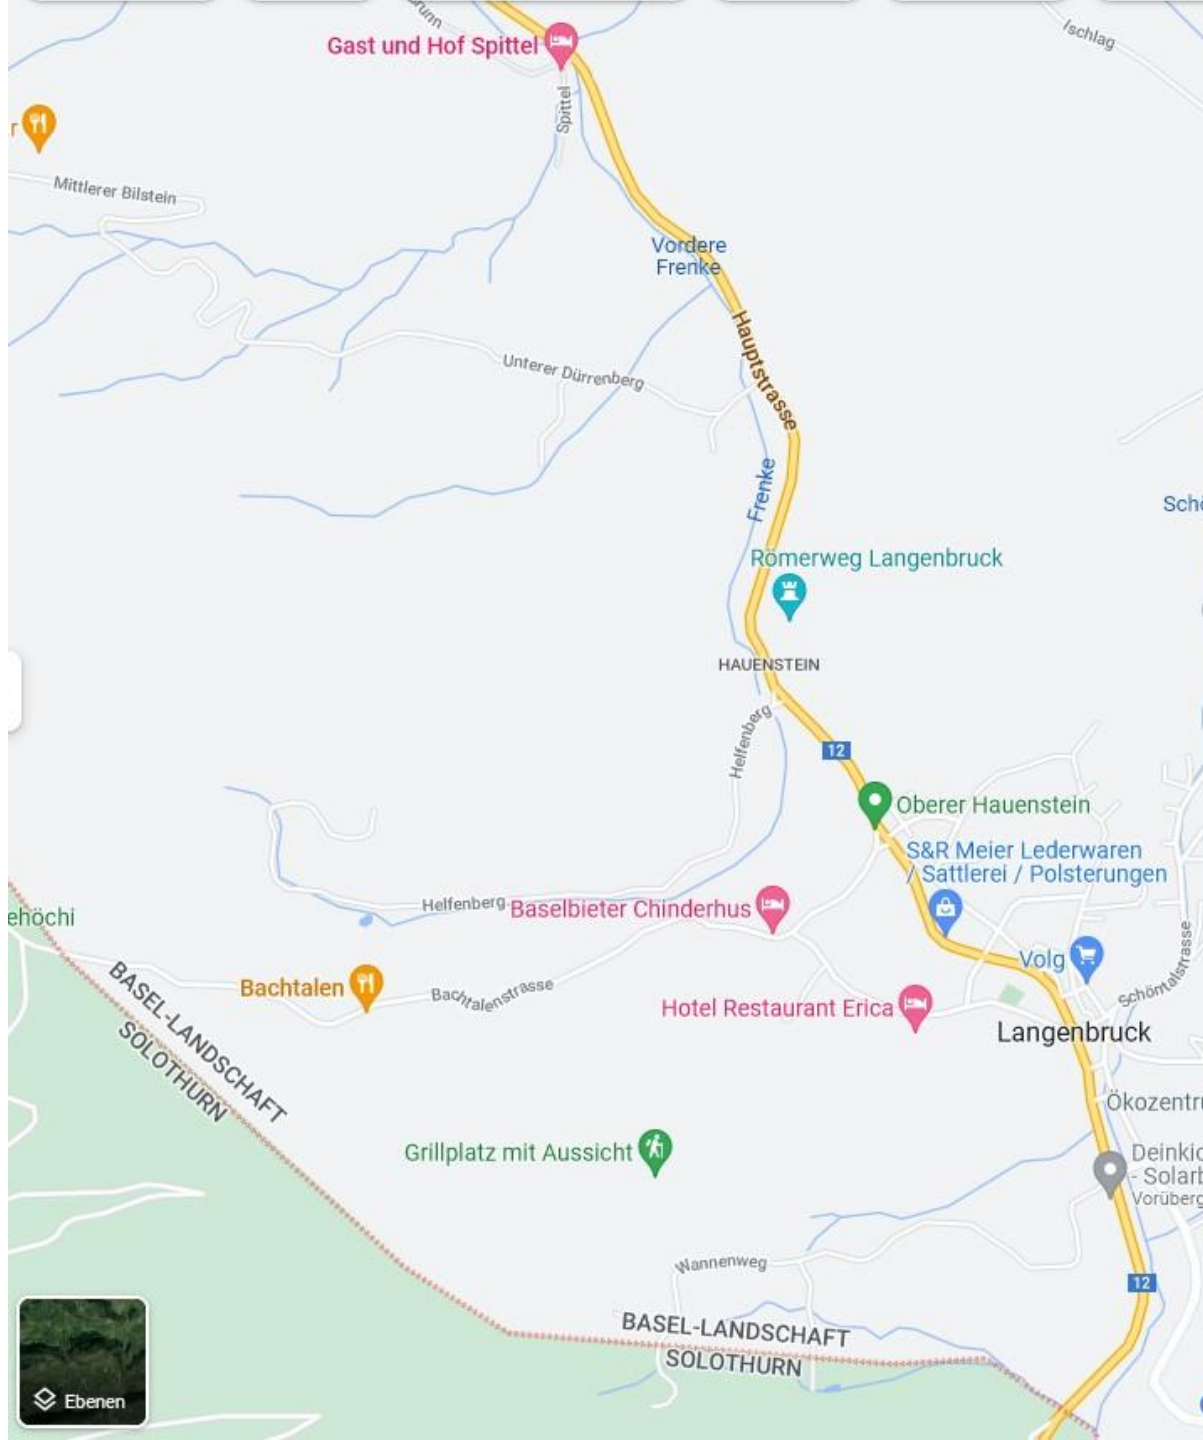 Ischlag
Gast und Hof Spittel
Spittel
Mittlerer Bilstein
Vordere
Frenke
Hauptstrasse
Unterer Dürrenberg
Frenke
Römerweg Langenbruck
HAUENSTEIN
Helfenberg
12
Oberer Hauenstein
S&R Meier Lederwaren
/ Sattlerei / Polsterungen
Helfenberg
Baselbieter Chinderhus
Volg
Schöntalstrasse
Bachtalen
Bachtalenstrasse
Hotel Restaurant Erica
Langenbruck
BASEL-LANDSCHAFT
SOLOTHURN
Grillplatz mit Aussicht
Wannenweg
12
BASEL-LANDSCHAFT
SOLOTHURN
Ebenen